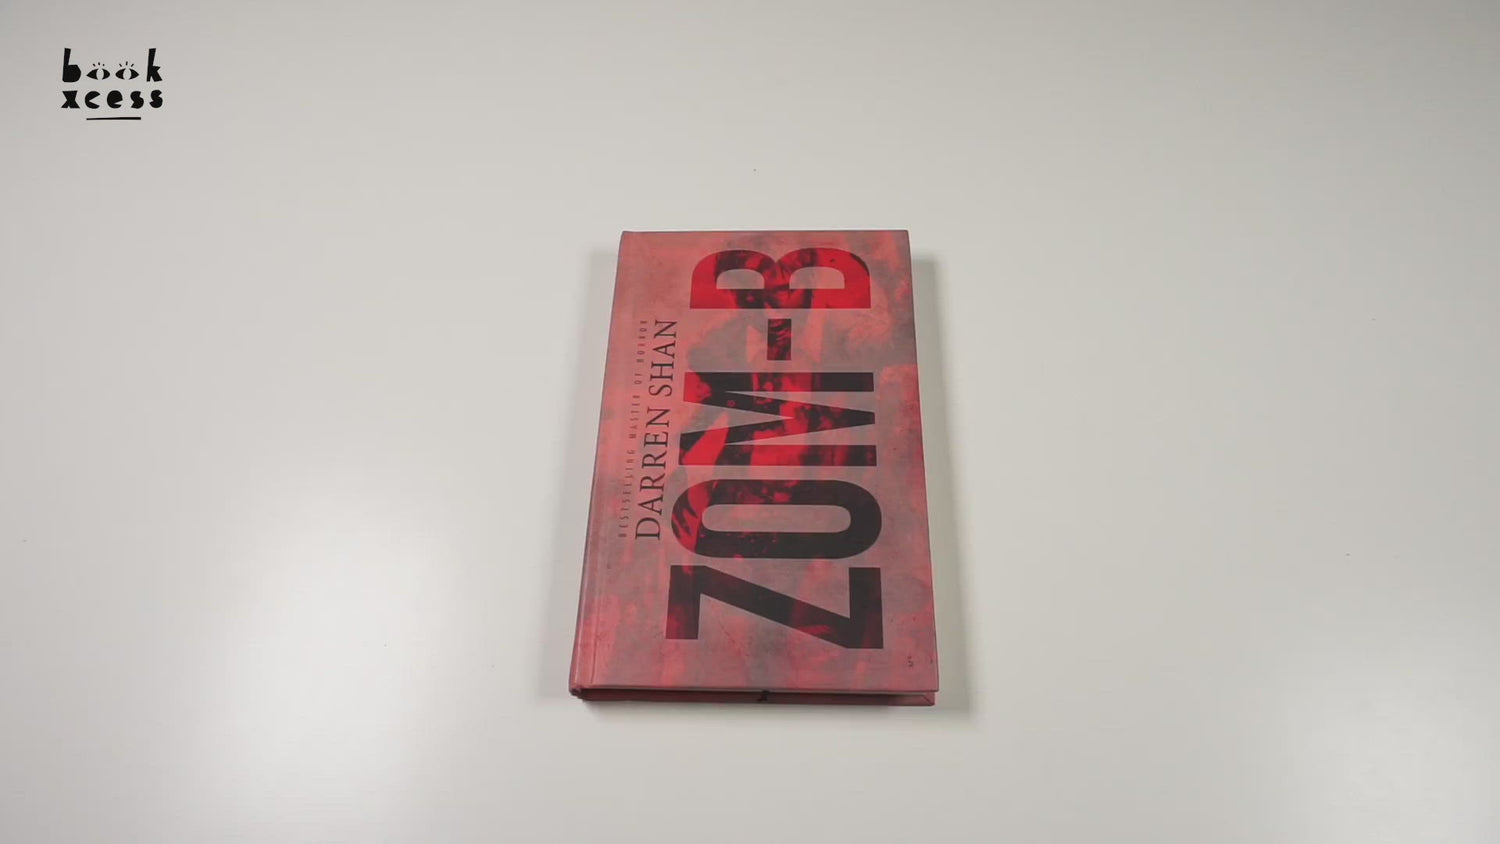 book
xcess
BESTSELLING MASTER OF HORROR
DARREN SHAN
ZOM-B